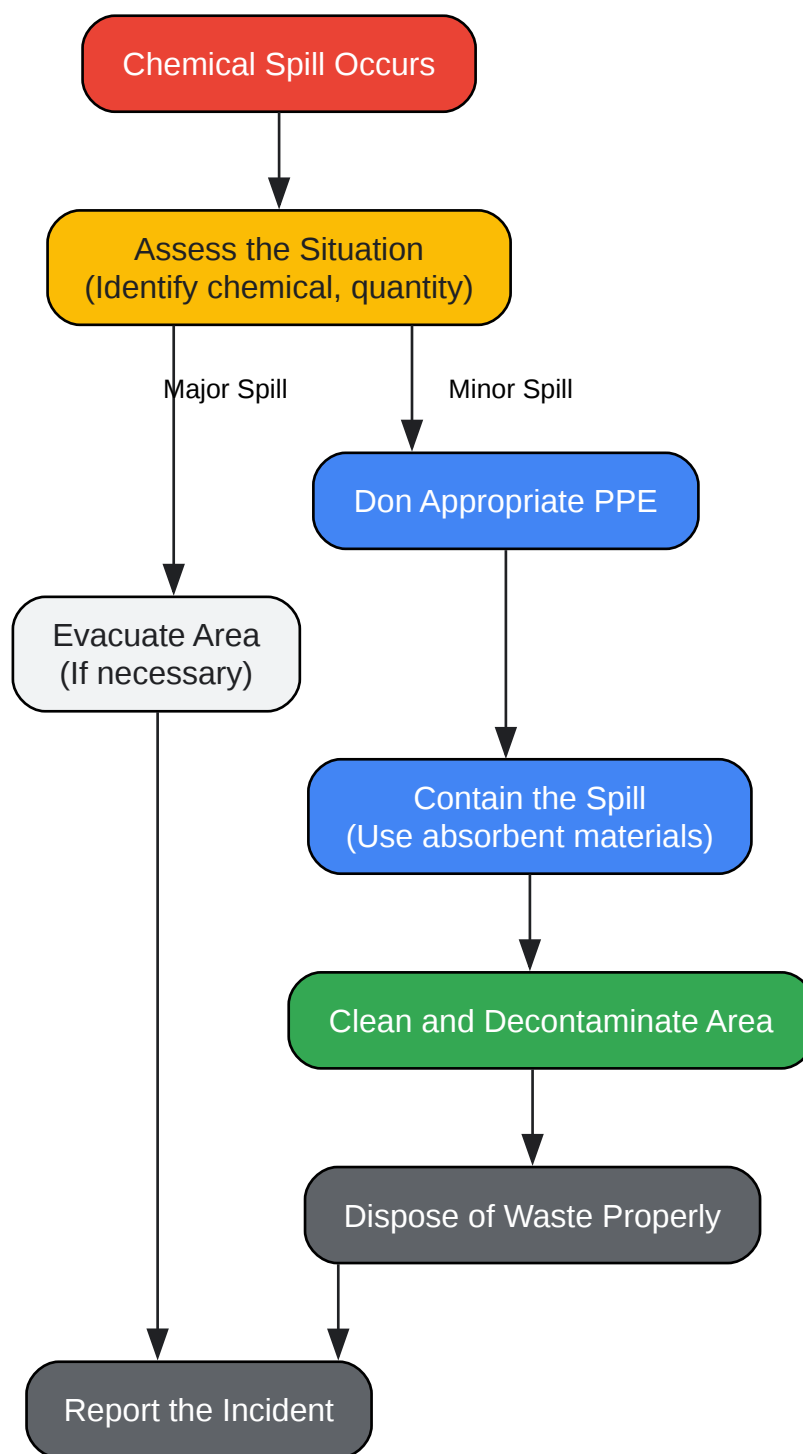 Chemical Spill Occurs
Assess the Situation
(Identify chemical, quantity)
Major Spill
Minor Spill
Don Appropriate PPE
Evacuate Area
(If necessary)
Contain the Spill
(Use absorbent materials)
Clean and Decontaminate Area
Dispose of Waste Properly
Report the Incident